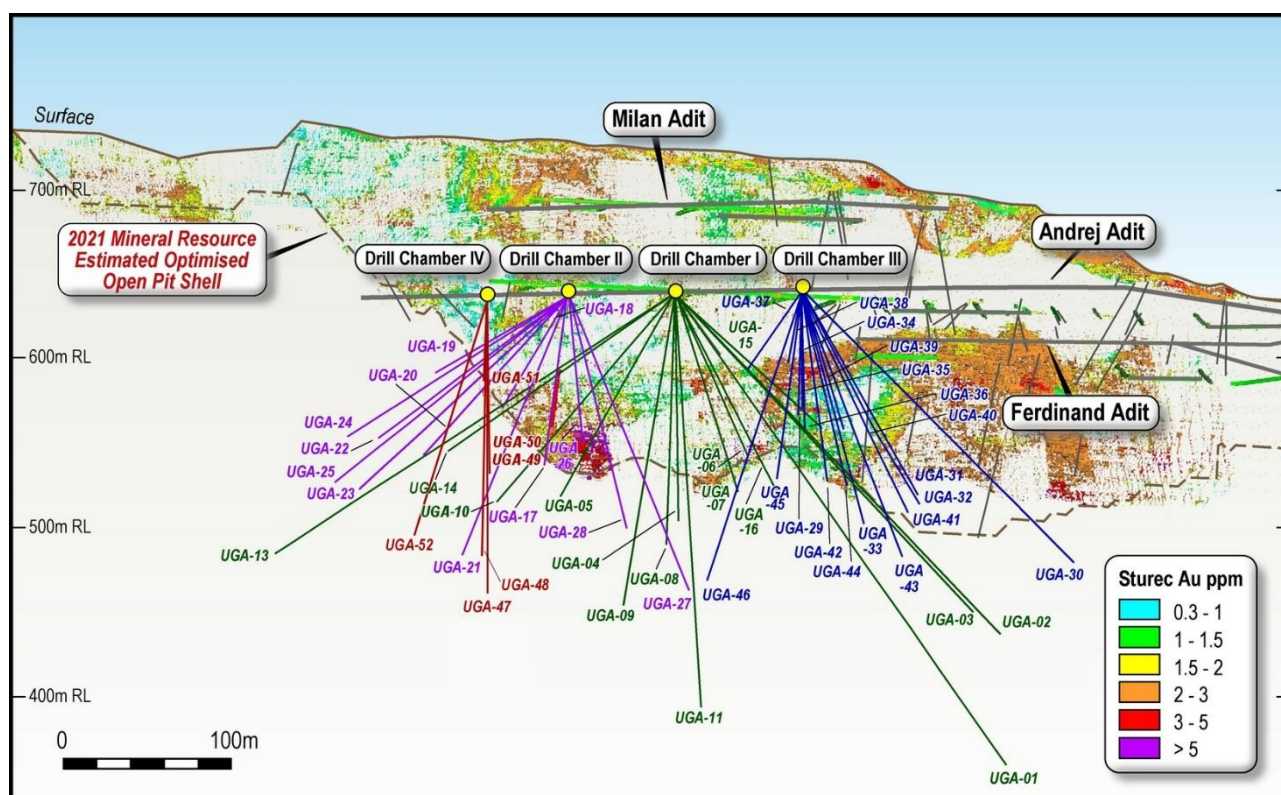 Surface
Milan Adit
700m RL
2021 Mineral Resource
Estimated Optimised
Open Pit Shell
Andrej Adit
Drill Chamber IV
Drill Chamber II
Drill Chamber I
Drill Chamber III
UGA-18
UGA-37
UGA-38
UGA-34
UGA-
15
UGA-19
UGA-39
600m RL
UGA-20
UGA-51
UGA-35
UGA-36
UGA-40
Ferdinand Adit
UGA-24
UGA-22
UGA-50
UGA-49
UGA
-26
UGA
-06
UGA-25
UGA-23
UGA-14
UGA-10
UGA-17
UGA-05
UGA
-07
UGA
-16
UGA
-45
UGA-31
UGA-32
UGA-41
500m RL
UGA-28
UGA-29
UGA
-33
UGA-13
UGA-52
UGA-21
UGA-48
UGA-47
UGA-04
UGA-08
UGA-09
UGA-27
UGA-46
UGA-42
UGA-44
UGA
-43
UGA-30
UGA-03
UGA-02
400m RL
UGA-11
UGA-01
0
100m
Sturec Au ppm
0.3 - 1
1 - 1.5
1.5 - 2
2 - 3
3 - 5
> 5